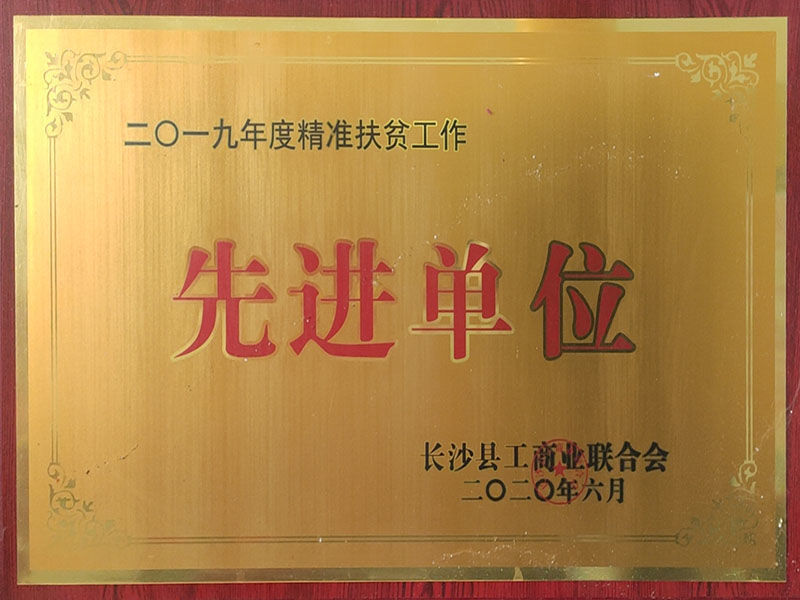 二〇一九年度精准扶贫工作
先进单位
长沙县工商业联合会
二〇二〇年六月